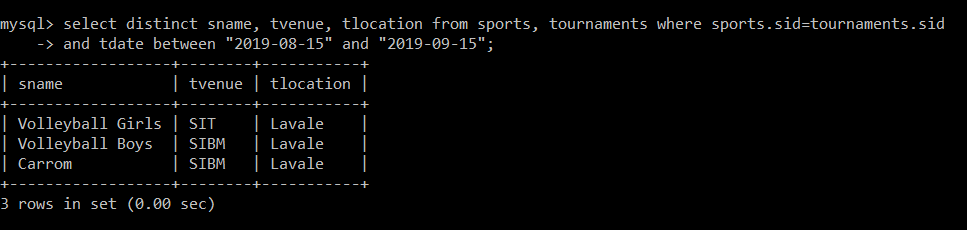 mysql> select distinct sname, tvenue, tlocation from sports, tournaments where sports.sid=tournaments.sid
    -> and tdate between "2019-08-15" and "2019-09-15";
+------------------+--------+-----------+
| sname            | tvenue | tlocation |
+------------------+--------+-----------+
| Volleyball Girls | SIT    | Lavale    |
| Volleyball Boys  | SIBM   | Lavale    |
| Carrom           | SIBM   | Lavale    |
+------------------+--------+-----------+
3 rows in set (0.00 sec)